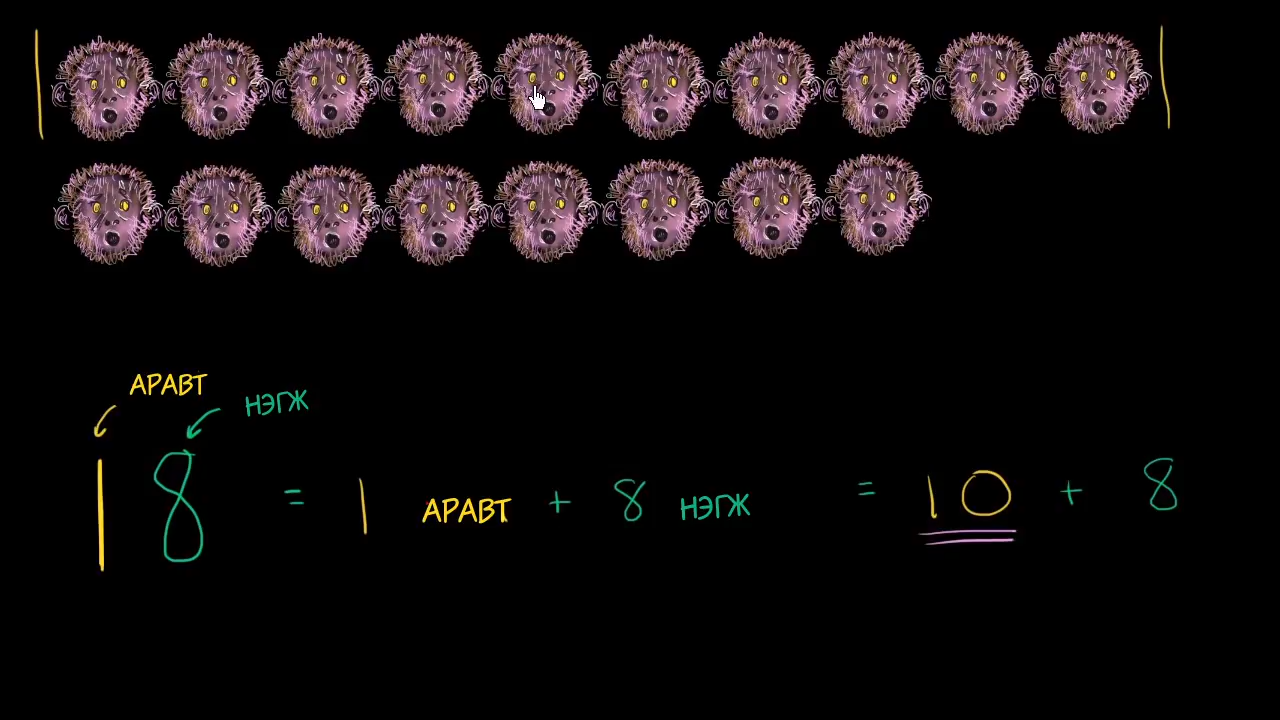 АРАВТ
НЭГЖ
18 = 1 АРАВТ + 8 НЭГЖ = 10 + 8